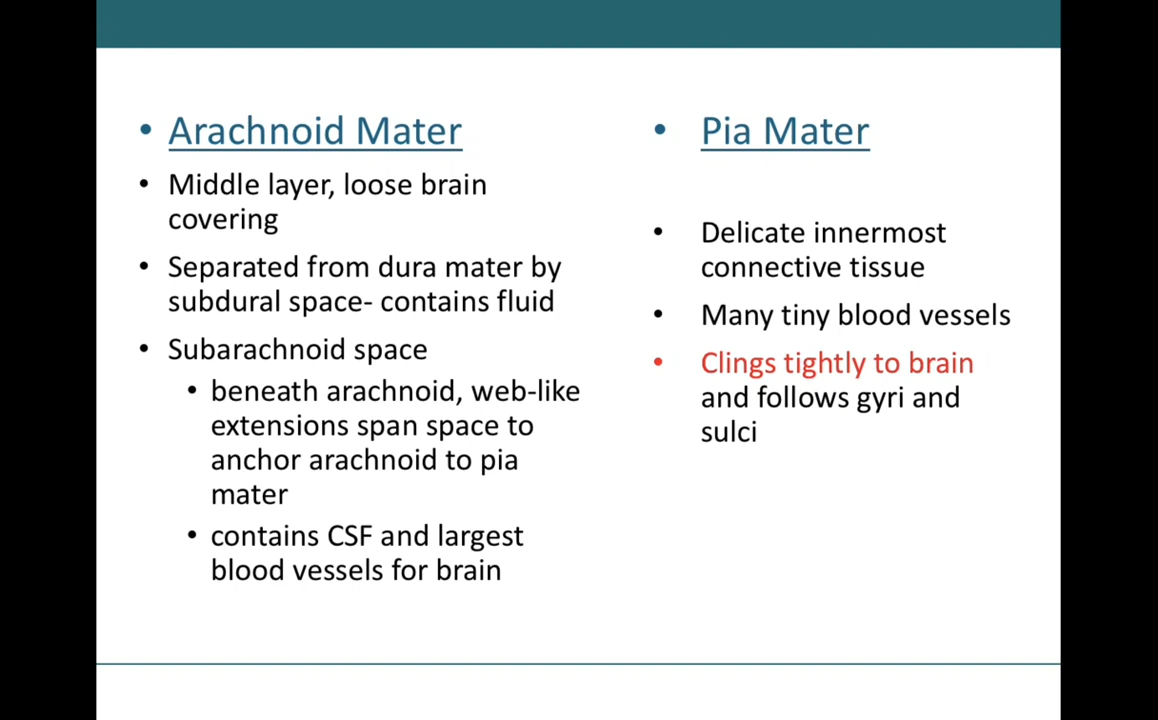 • Arachnoid Mater
• Middle layer, loose brain
covering
• Separated from dura mater by
subdural space- contains fluid
• Subarachnoid space
• beneath arachnoid, web-like
extensions span space to
anchor arachnoid to pia
mater
• contains CSF and largest
blood vessels for brain
• Pia Mater
• Delicate innermost
connective tissue
• Many tiny blood vessels
• Clings tightly to brain
and follows gyri and
sulci